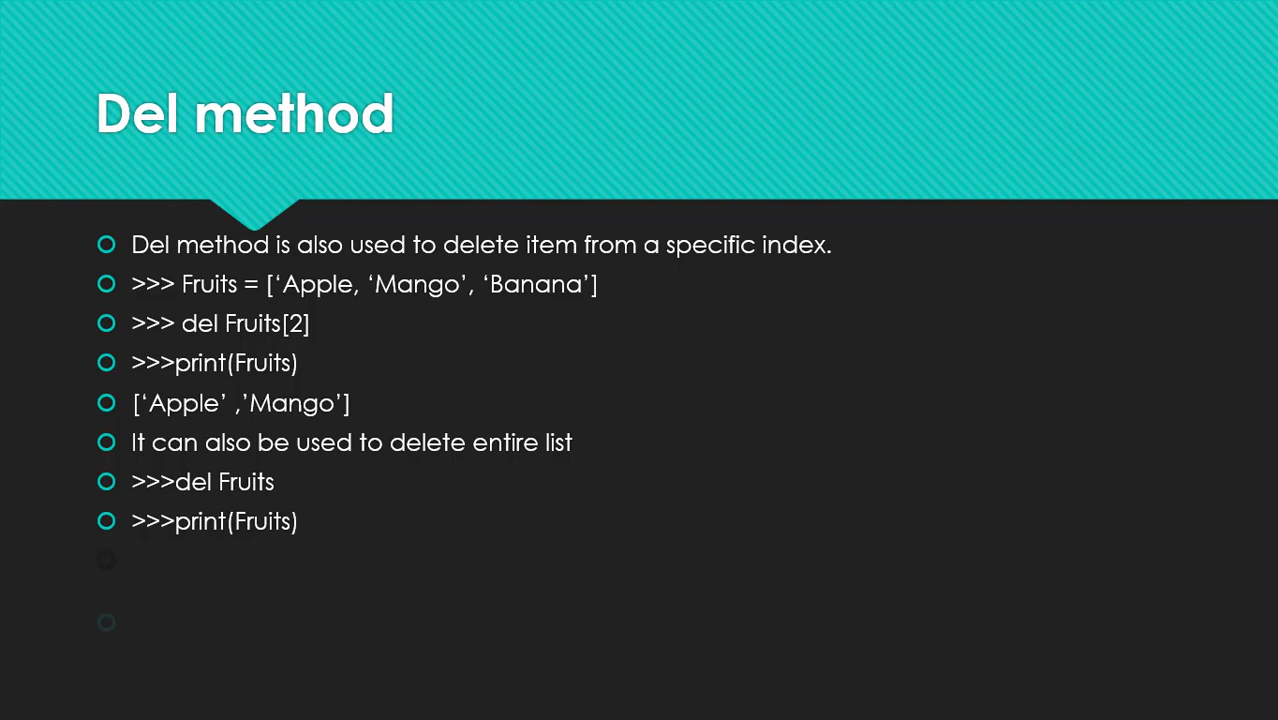 Del method
Del method is also used to delete item from a specific index.
>>> Fruits = [‘Apple, ‘Mango’, ‘Banana’]
>>> del Fruits[2]
>>>print(Fruits)
[‘Apple’ ,’Mango’]
It can also be used to delete entire list
>>>del Fruits
>>>print(Fruits)